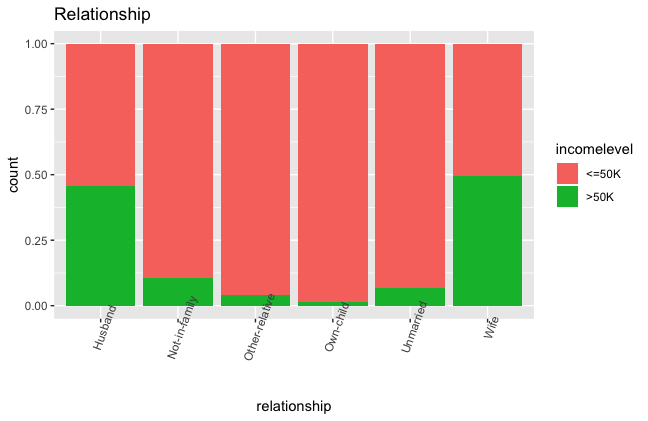 Relationship
1.00
0.75
0.50
0.25
0.00
count
Husband
Not-in-family
Other-relative
Own-child
Unmarried
Wife
relationship
incomelevel
<=50K
>50K